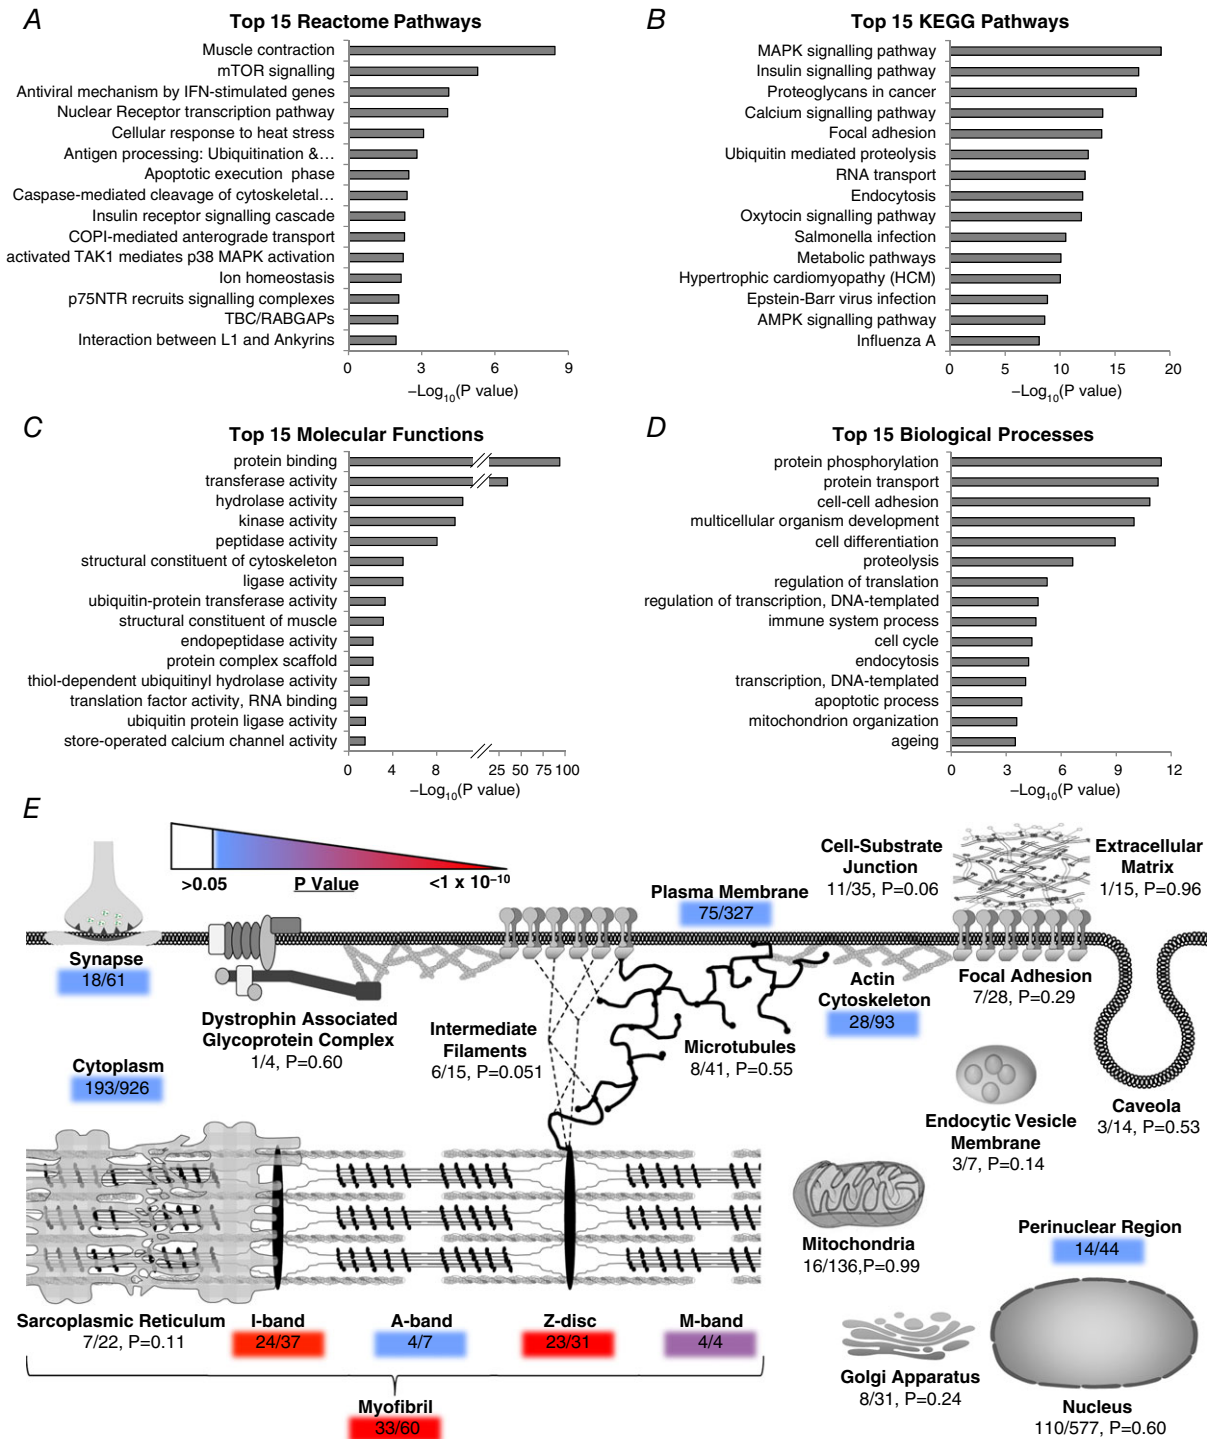 A
Top 15 Reactome Pathways
Muscle contraction
mTOR signalling
Antiviral mechanism by IFN-stimulated genes
Nuclear Receptor transcription pathway
Cellular response to heat stress
Antigen processing: Ubiquitination &…
Apoptotic execution phase
Caspase-mediated cleavage of cytoskeletal…
Insulin receptor signalling cascade
COPI-mediated anterograde transport
activated TAK1 mediates p38 MAPK activation
Ion homeostasis
p75NTR recruits signalling complexes
TBC/RABGAPs
Interaction between L1 and Ankyrins
0 3 6 9
−Log10(P value)
B
Top 15 KEGG Pathways
MAPK signalling pathway
Insulin signalling pathway
Proteoglycans in cancer
Calcium signalling pathway
Focal adhesion
Ubiquitin mediated proteolysis
RNA transport
Endocytosis
Oxytocin signalling pathway
Salmonella infection
Metabolic pathways
Hypertrophic cardiomyopathy (HCM)
Epstein-Barr virus infection
AMPK signalling pathway
Influenza A
0 5 10 15 20
−Log10(P value)
C
Top 15 Molecular Functions
protein binding
transferase activity
hydrolase activity
kinase activity
peptidase activity
structural constituent of cytoskeleton
ligase activity
ubiquitin-protein transferase activity
structural constituent of muscle
endopeptidase activity
protein complex scaffold
thiol-dependent ubiquitinyl hydrolase activity
translation factor activity, RNA binding
ubiquitin protein ligase activity
store-operated calcium channel activity
0 4 8 25 50 75 100
−Log10(P value)
D
Top 15 Biological Processes
protein phosphorylation
protein transport
cell-cell adhesion
multicellular organism development
cell differentiation
proteolysis
regulation of translation
regulation of transcription, DNA-templated
immune system process
cell cycle
endocytosis
transcription, DNA-templated
apoptotic process
mitochondrion organization
ageing
0 3 6 9 12
−Log10(P value)
E
>0.05 P Value <1 x 10−10
Synapse
18/61
Dystrophin Associated
Glycoprotein Complex
1/4, P=0.60
Cytoplasm
193/926
Intermediate
Filaments
6/15, P=0.051
Plasma Membrane
75/327
Microtubules
8/41, P=0.55
Cell-Substrate
Junction
11/35, P=0.06
Extracellular
Matrix
1/15, P=0.96
Actin
Cytoskeleton
28/93
Focal Adhesion
7/28, P=0.29
Caveola
3/14, P=0.53
Endocytic Vesicle
Membrane
3/7, P=0.14
Mitochondria
16/136,P=0.99
Perinuclear Region
14/44
Golgi Apparatus
8/31, P=0.24
Nucleus
110/577, P=0.60
Sarcoplasmic Reticulum
7/22, P=0.11
I-band
24/37
A-band
4/7
Z-disc
23/31
M-band
4/4
Myofibril
33/60